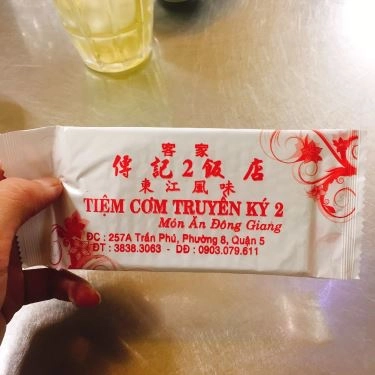 客家
傳記2飯店
東江風味
TIỆM CƠM TRUYỀN KÝ 2
Món Ăn Đông Giang
ĐC : 257A Trần Phú, Phường 8, Quận 5
ĐT : 3838.3063 - DĐ : 0903.079.611